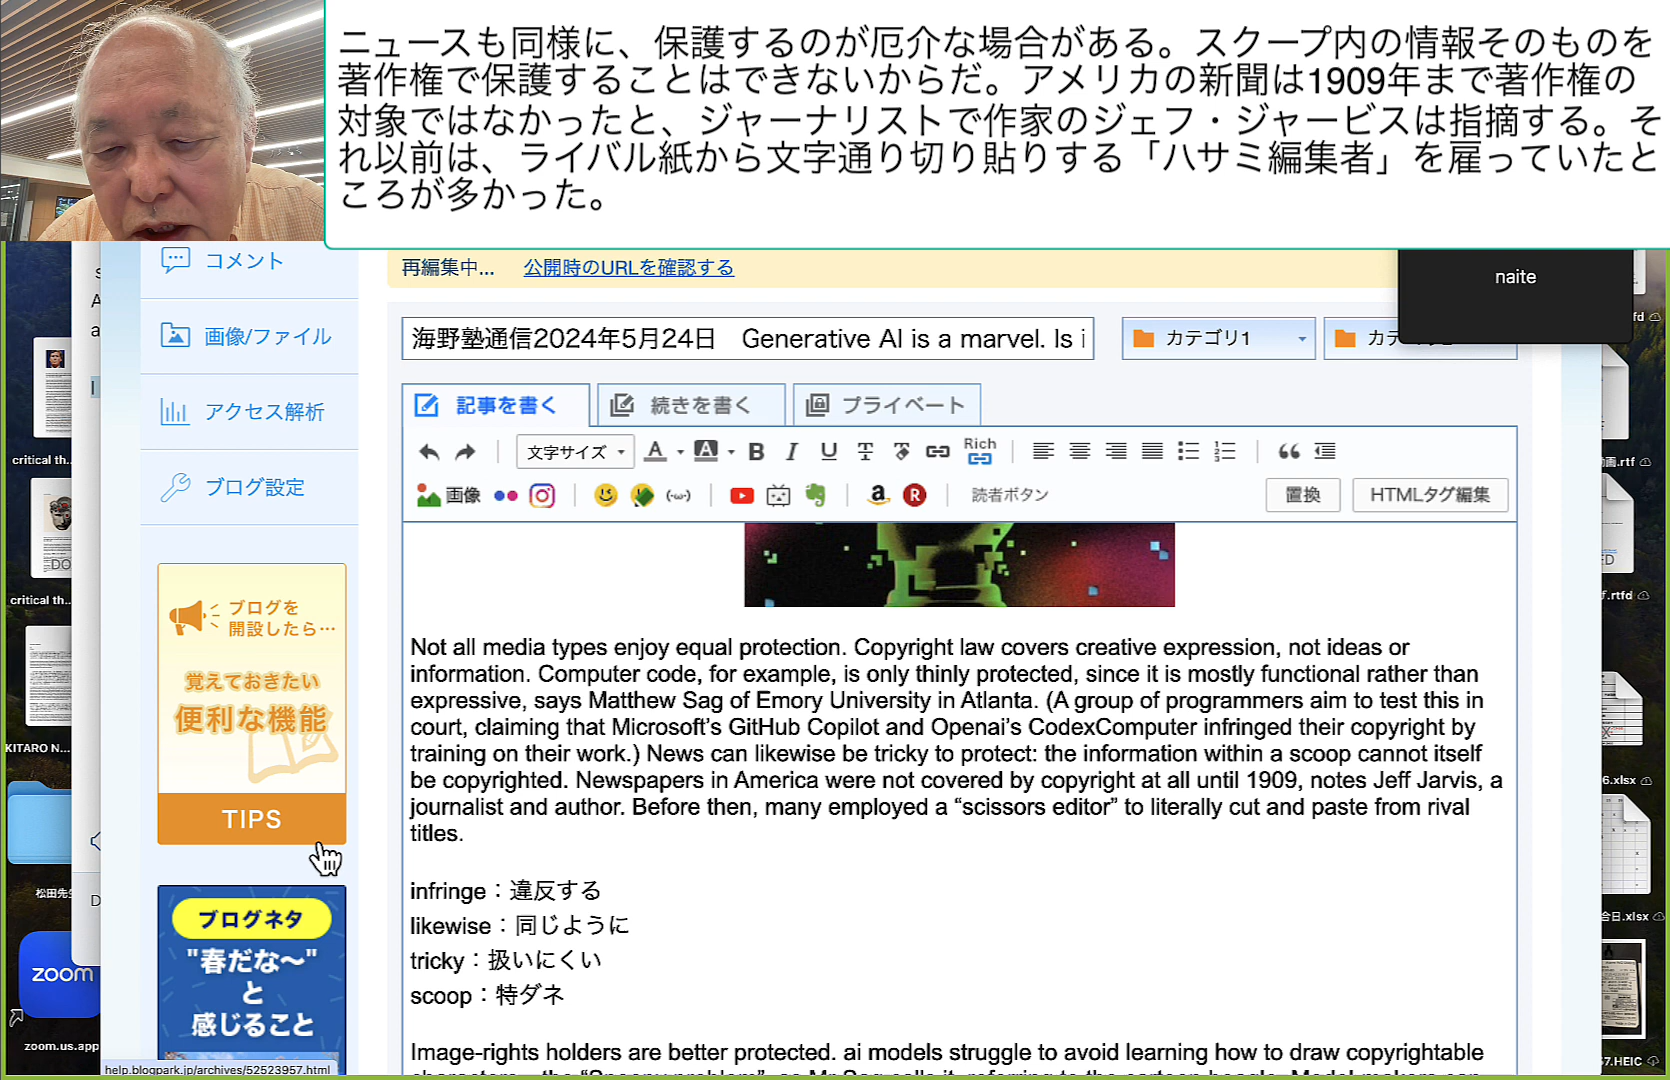 ニュースも同様に、保護するのが厄介な場合がある。スクープ内の情報そのものを
著作権で保護することはできないからだ。アメリカの新聞は1909年まで著作権の
対象ではなかったと、ジャーナリストで作家のジェフ・ジャービスは指摘する。そ
れ以前は、ライバル紙から文字通り切り貼りする「ハサミ編集者」を雇っていたと
ころが多かった。
コメント
再編集中... 公開時のURLを確認する
naite
画像/ファイル
海野塾通信2024年5月24日　Generative AI is a marvel. Is i
カテゴリ1
カテ
アクセス解析
記事を書く
続きを書く
プライベート
文字サイズ
Rich
ブログ設定
画像
読者ボタン
置換
HTMLタグ編集
critical th...
critical th...
KITARO N...
ブログを
開設したら…
覚えておきたい
便利な機能
TIPS
Not all media types enjoy equal protection. Copyright law covers creative expression, not ideas or
information. Computer code, for example, is only thinly protected, since it is mostly functional rather than
expressive, says Matthew Sag of Emory University in Atlanta. (A group of programmers aim to test this in
court, claiming that Microsoft’s GitHub Copilot and Openai’s CodexComputer infringed their copyright by
training on their work.) News can likewise be tricky to protect: the information within a scoop cannot itself
be copyrighted. Newspapers in America were not covered by copyright at all until 1909, notes Jeff Jarvis, a
journalist and author. Before then, many employed a “scissors editor” to literally cut and paste from rival
titles.
infringe：違反する
likewise：同じように
tricky：扱いにくい
scoop：特ダネ
Image-rights holders are better protected. ai models struggle to avoid learning how to draw copyrightable
ブログネタ
"春だな〜"
と
感じること
zoom
zoom.us.app
help.blogpark.jp/archives/52523957.html
fd
画.rtf
f.rtfd
6.xlsx
合日.xlsx
57.HEIC